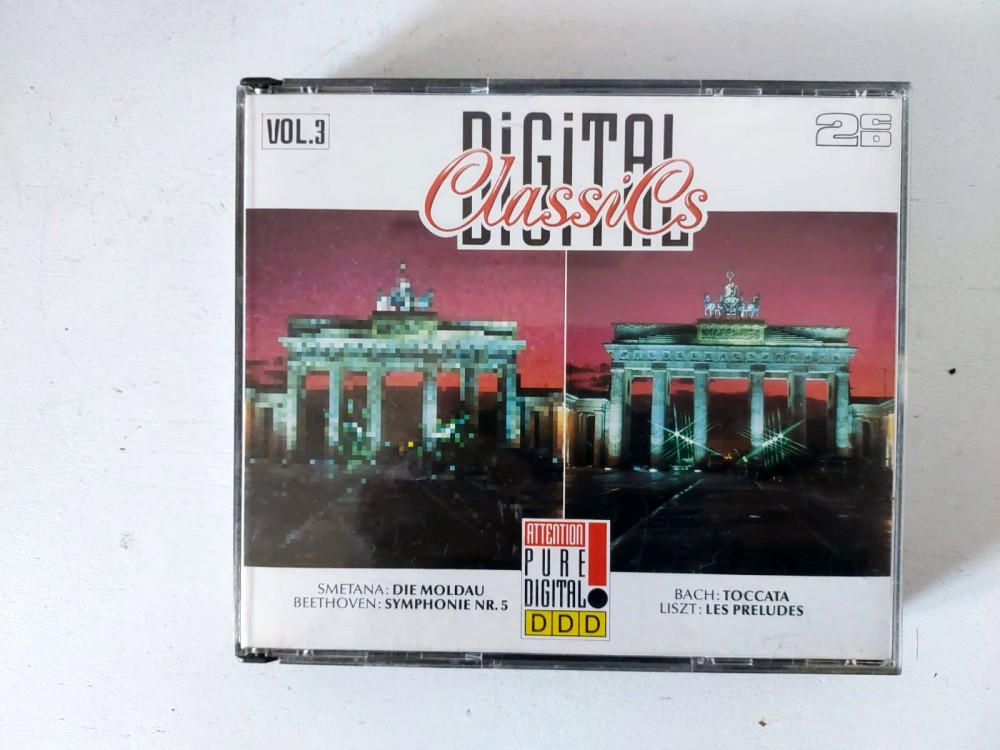 VOL.3
DiGiTAL
ClassiCs
DiGiTAL
2CD
ATTENTION!
PURE
DIGITAL
DDD
SMETANA: DIE MOLDAU
BEETHOVEN: SYMPHONIE NR. 5
BACH: TOCCATA
LISZT: LES PRELUDES